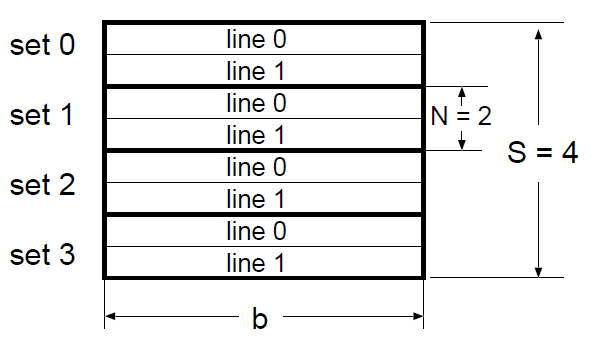 set 0
line 0
line 1
set 1
line 0
line 1
N = 2
set 2
line 0
line 1
S = 4
set 3
line 0
line 1
b